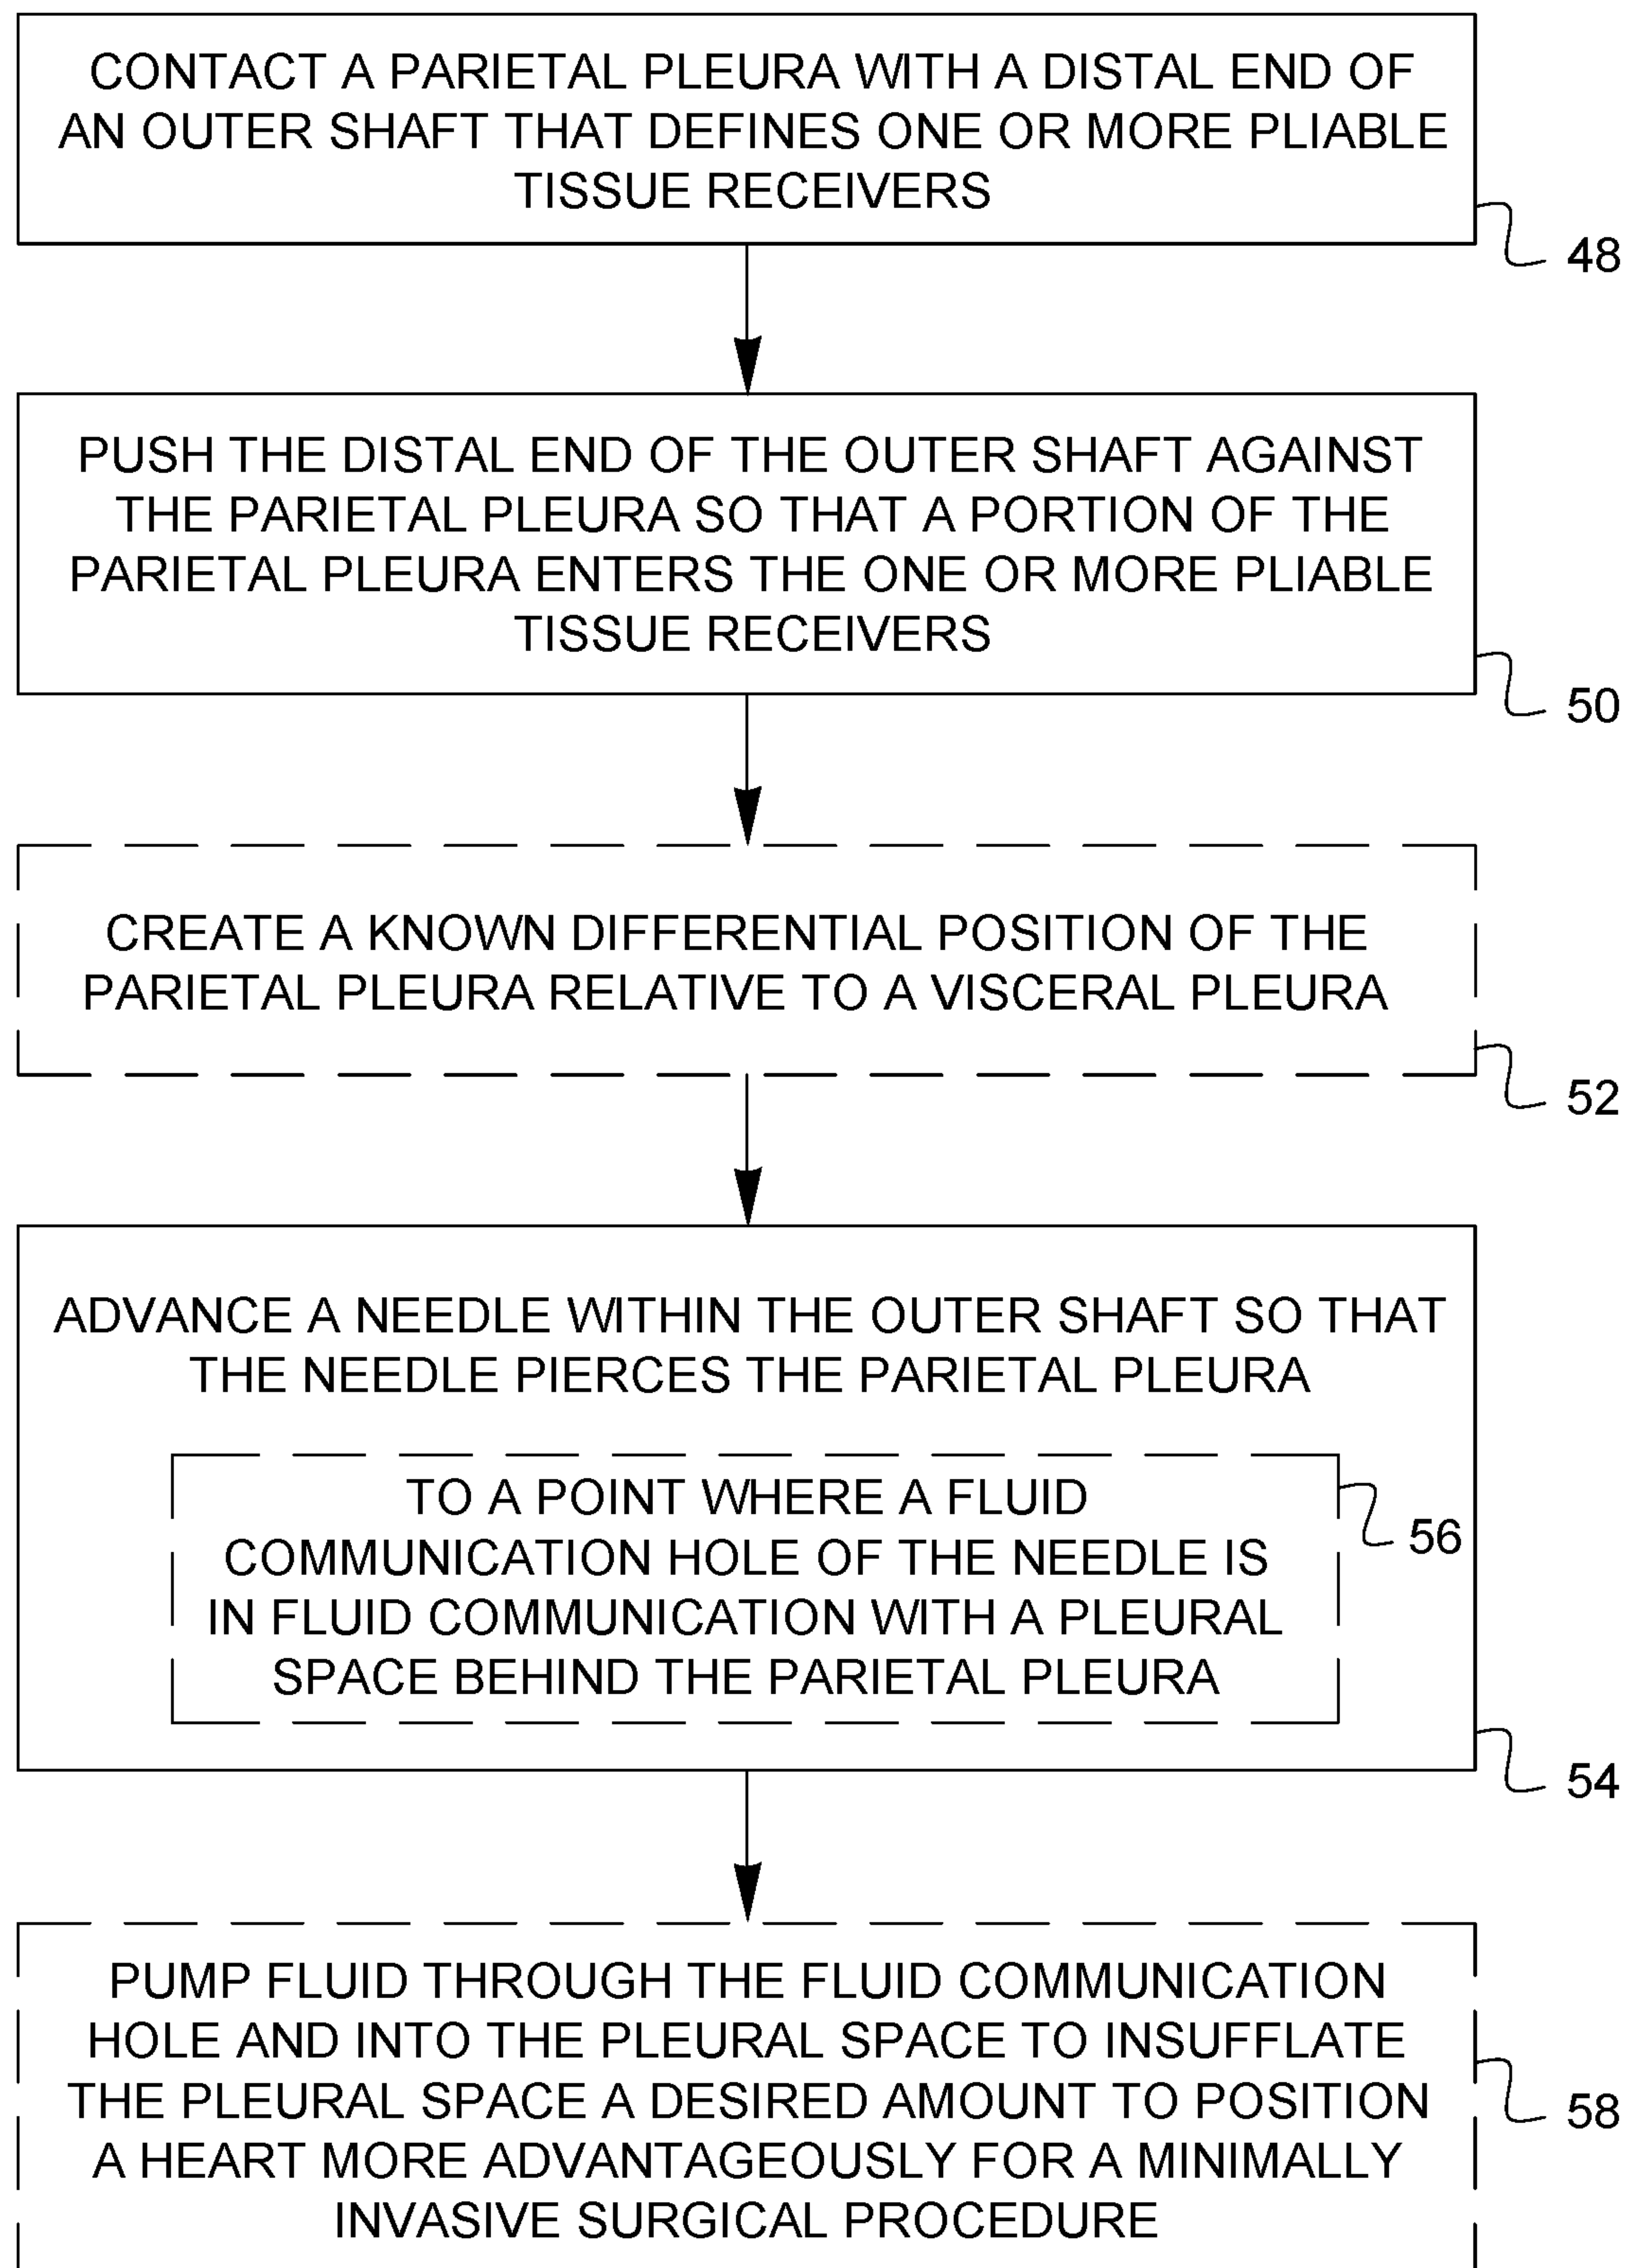 CONTACT A PARIETAL PLEURA WITH A DISTAL END OF
AN OUTER SHAFT THAT DEFINES ONE OR MORE PLIABLE
TISSUE RECEIVERS
48
PUSH THE DISTAL END OF THE OUTER SHAFT AGAINST
THE PARIETAL PLEURA SO THAT A PORTION OF THE
PARIETAL PLEURA ENTERS THE ONE OR MORE PLIABLE
TISSUE RECEIVERS
50
CREATE A KNOWN DIFFERENTIAL POSITION OF THE
PARIETAL PLEURA RELATIVE TO A VISCERAL PLEURA
52
ADVANCE A NEEDLE WITHIN THE OUTER SHAFT SO THAT
THE NEEDLE PIERCES THE PARIETAL PLEURA
TO A POINT WHERE A FLUID
COMMUNICATION HOLE OF THE NEEDLE IS
IN FLUID COMMUNICATION WITH A PLEURAL
SPACE BEHIND THE PARIETAL PLEURA
56
54
PUMP FLUID THROUGH THE FLUID COMMUNICATION
HOLE AND INTO THE PLEURAL SPACE TO INSUFFLATE
THE PLEURAL SPACE A DESIRED AMOUNT TO POSITION
A HEART MORE ADVANTAGEOUSLY FOR A MINIMALLY
INVASIVE SURGICAL PROCEDURE
58